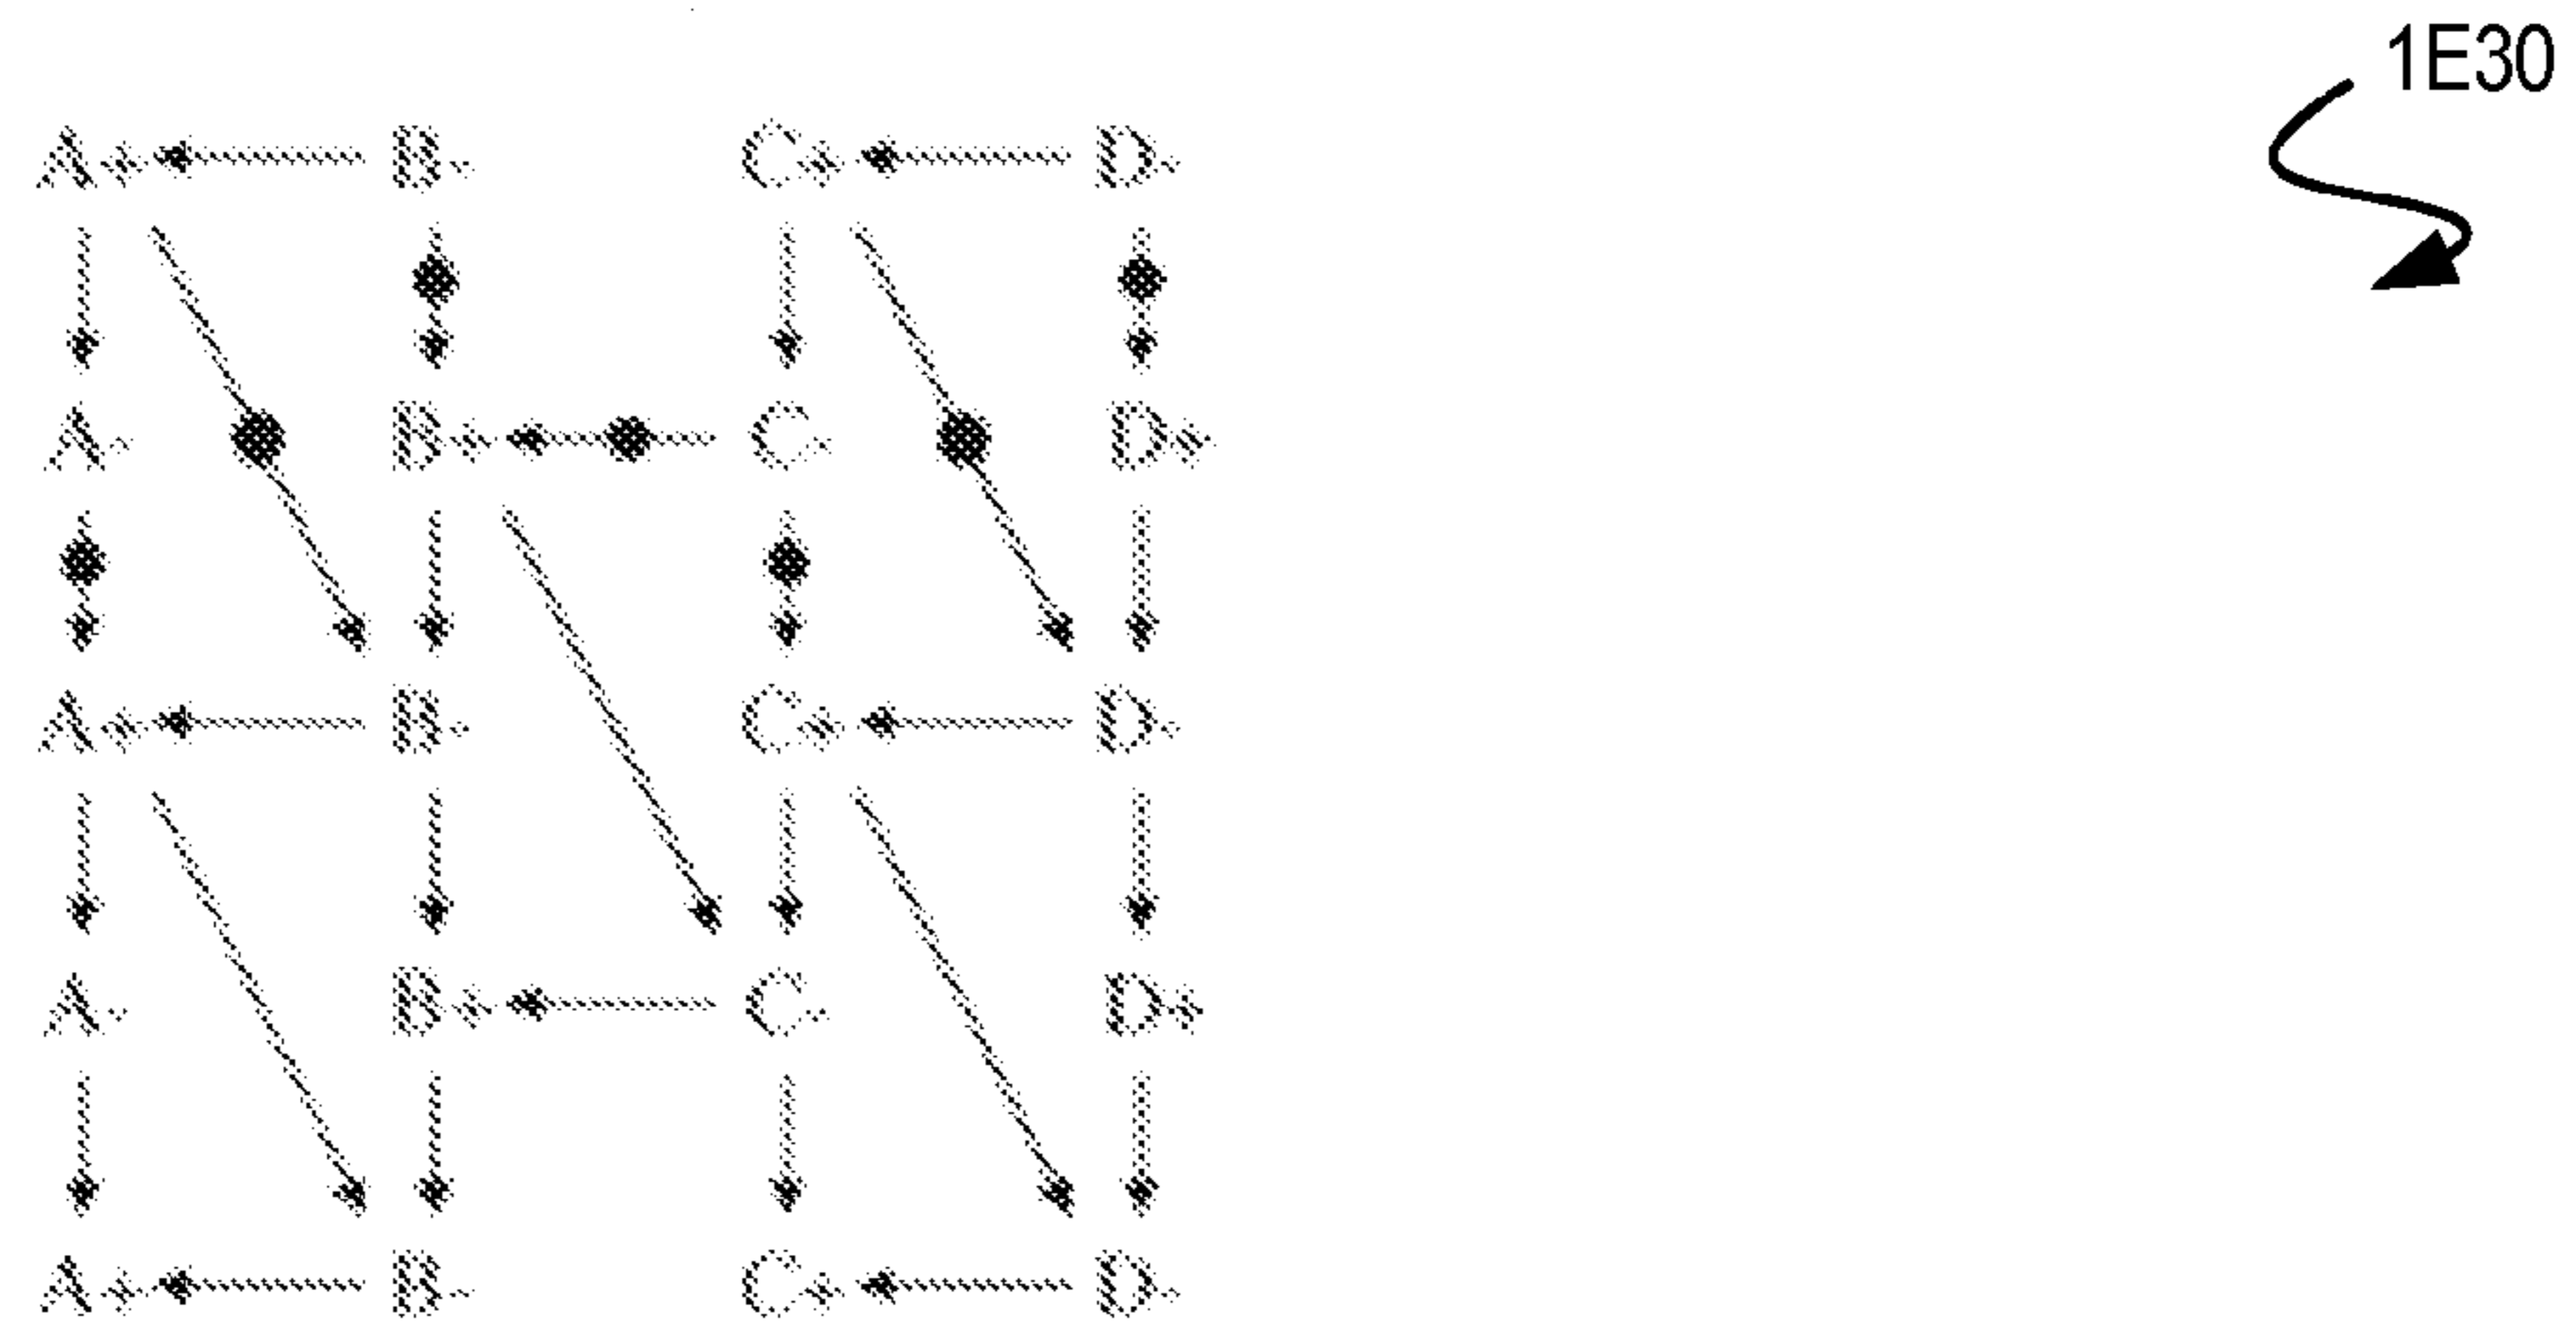 1E30
A+ B- C+ D-
A- B+ C- D+
A+ B- C+ D-
A- B+ C- D+
A+ B- C+ D-